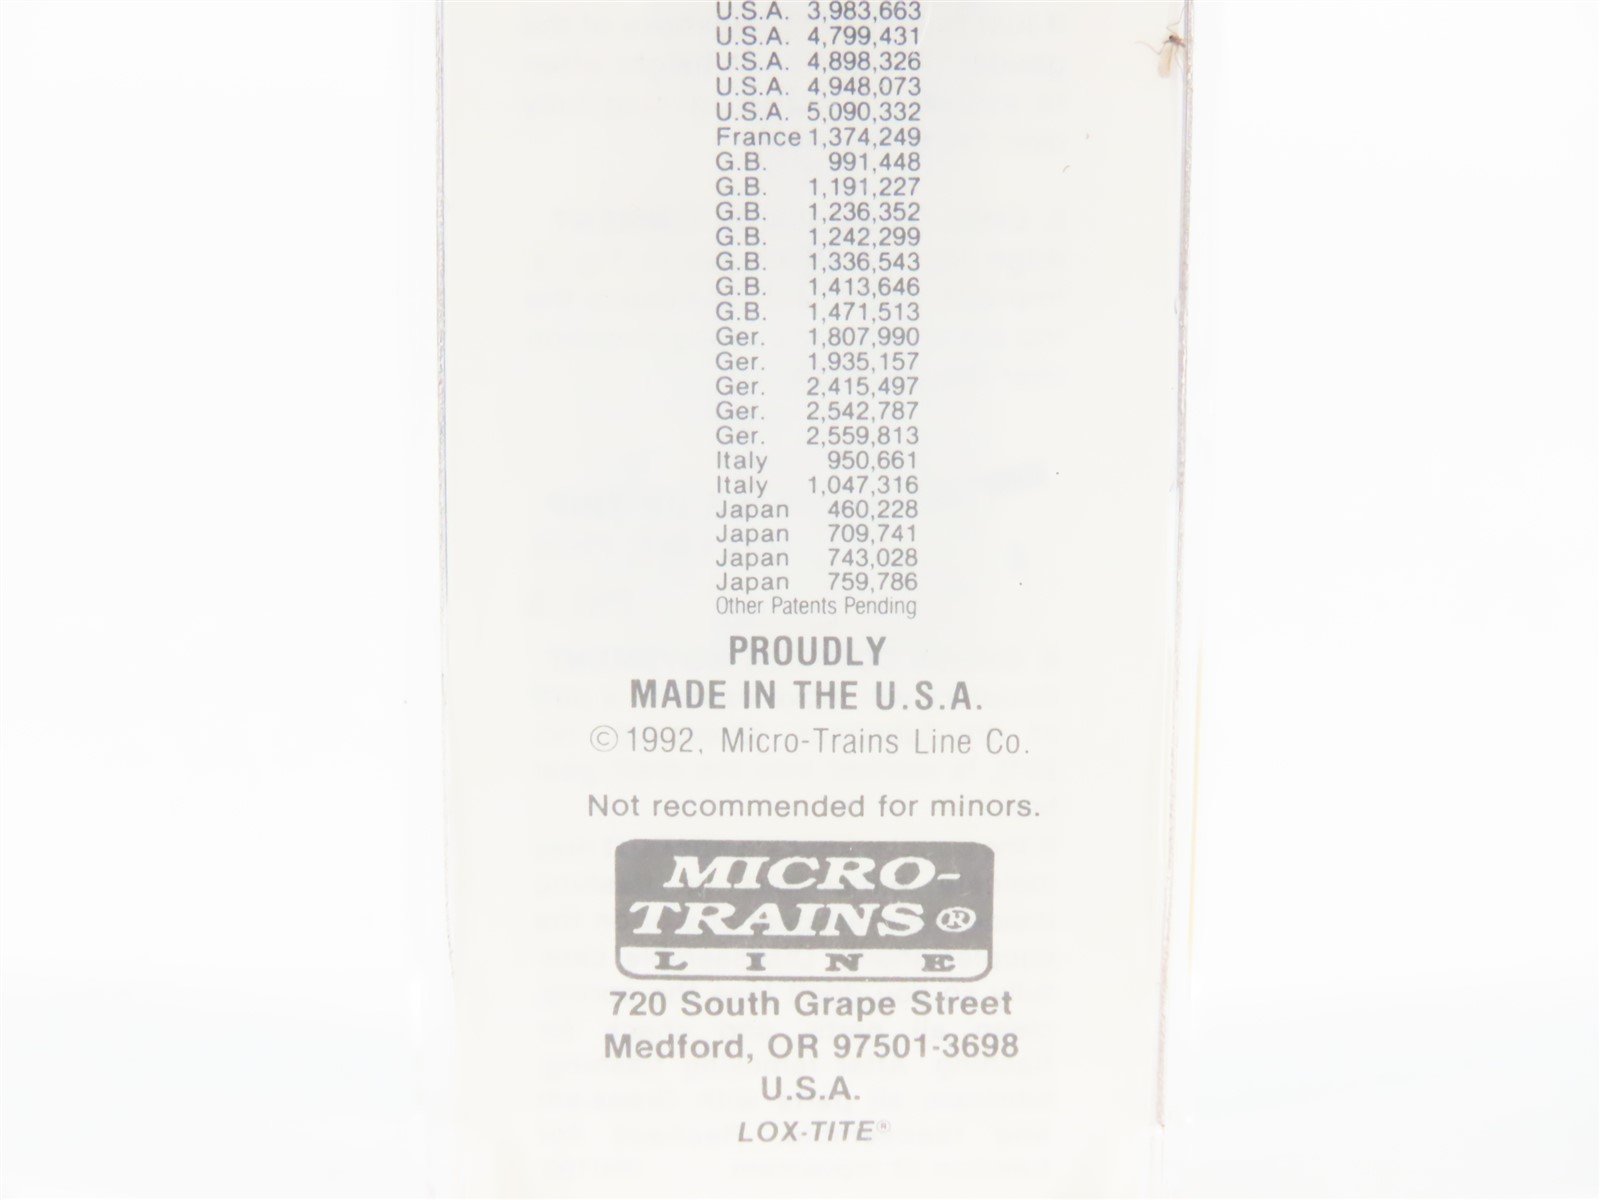 U.S.A. 3,983,663
U.S.A. 4,799,431
U.S.A. 4,898,326
U.S.A. 4,948,073
U.S.A. 5,090,332
France 1,374,249
G.B. 991,448
G.B. 1,191,227
G.B. 1,236,352
G.B. 1,242,299
G.B. 1,336,543
G.B. 1,413,646
G.B. 1,471,513
Ger. 1,807,990
Ger. 1,935,157
Ger. 2,415,497
Ger. 2,542,787
Ger. 2,559,813
Italy 950,661
Italy 1,047,316
Japan 460,228
Japan 709,741
Japan 743,028
Japan 759,786
Other Patents Pending
PROUDLY
MADE IN THE U.S.A.
©1992, Micro-Trains Line Co.
Not recommended for minors.
MICRO-
TRAINS®
LINE
720 South Grape Street
Medford, OR 97501-3698
U.S.A.
LOX-TITE®